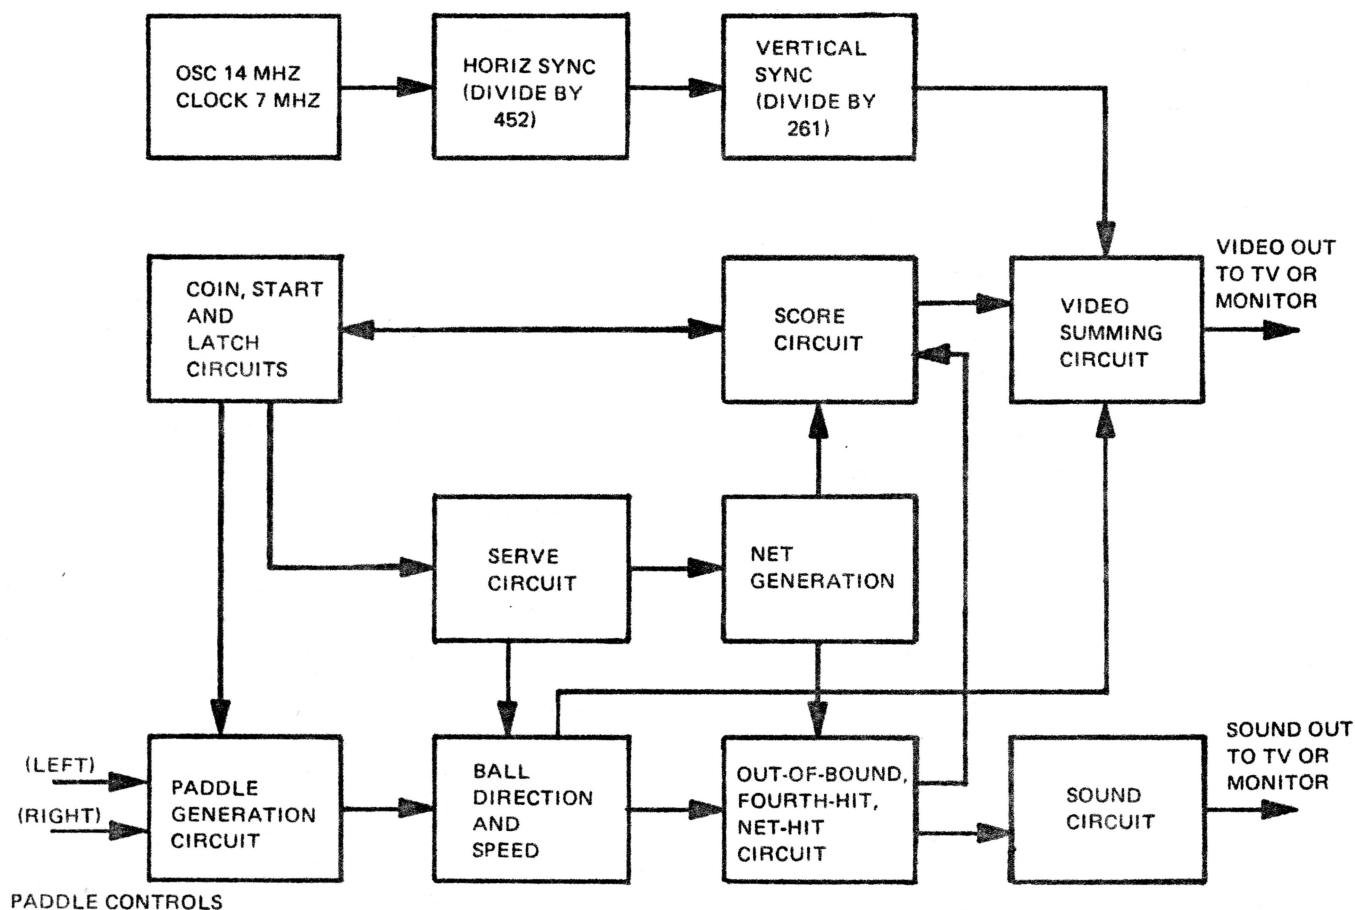 OSC 14 MHZ
CLOCK 7 MHZ
HORIZ SYNC
(DIVIDE BY
452)
VERTICAL
SYNC
(DIVIDE BY
261)
COIN, START
AND
LATCH
CIRCUITS
SCORE
CIRCUIT
VIDEO
SUMMING
CIRCUIT
VIDEO OUT
TO TV OR
MONITOR
SERVE
CIRCUIT
NET
GENERATION
(LEFT)
(RIGHT)
PADDLE
GENERATION
CIRCUIT
BALL
DIRECTION
AND
SPEED
OUT-OF-BOUND,
FOURTH-HIT,
NET-HIT
CIRCUIT
SOUND
CIRCUIT
SOUND OUT
TO TV OR
MONITOR
PADDLE CONTROLS